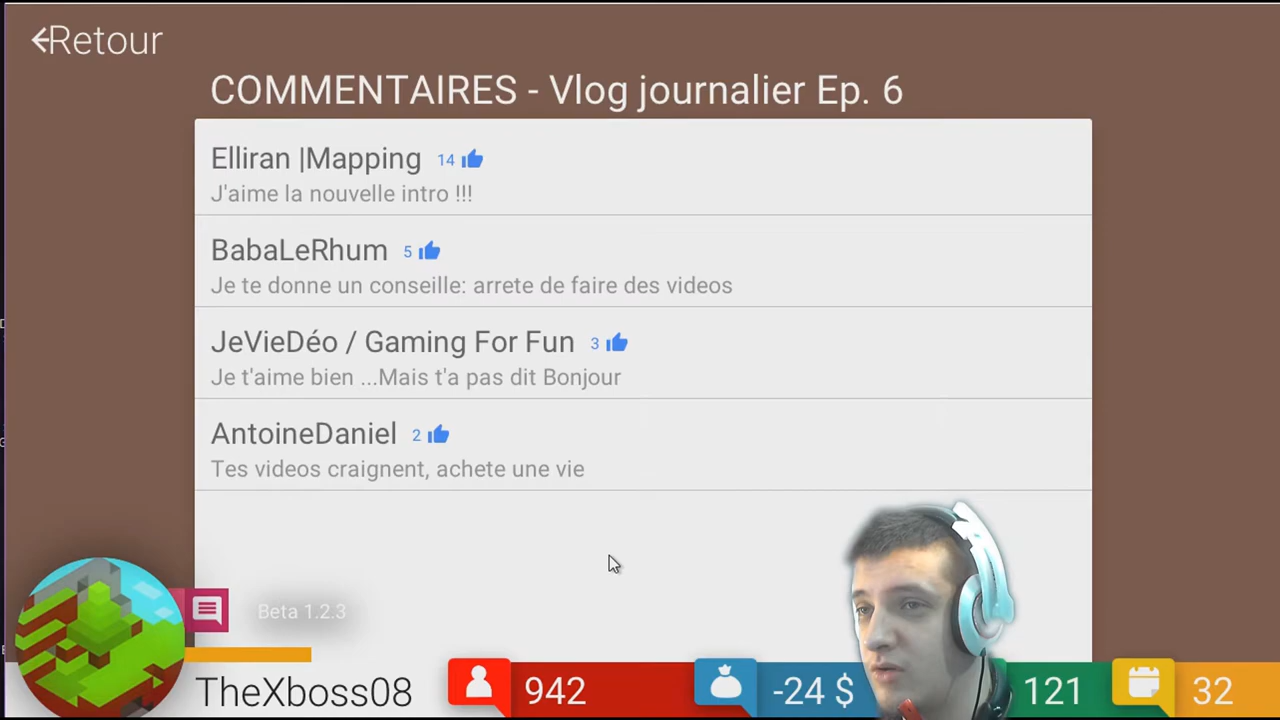 Retour
COMMENTAIRES - Vlog journalier Ep. 6
Elliran |Mapping 14
J'aime la nouvelle intro !!!
BabaLeRhum 5
Je te donne un conseille: arrete de faire des videos
JeVieDéo / Gaming For Fun 3
Je t'aime bien ...Mais t'a pas dit Bonjour
AntoineDaniel 2
Tes videos craignent, achete une vie
Beta 1.2.3
TheXboss08 942 -24 $ 121 32